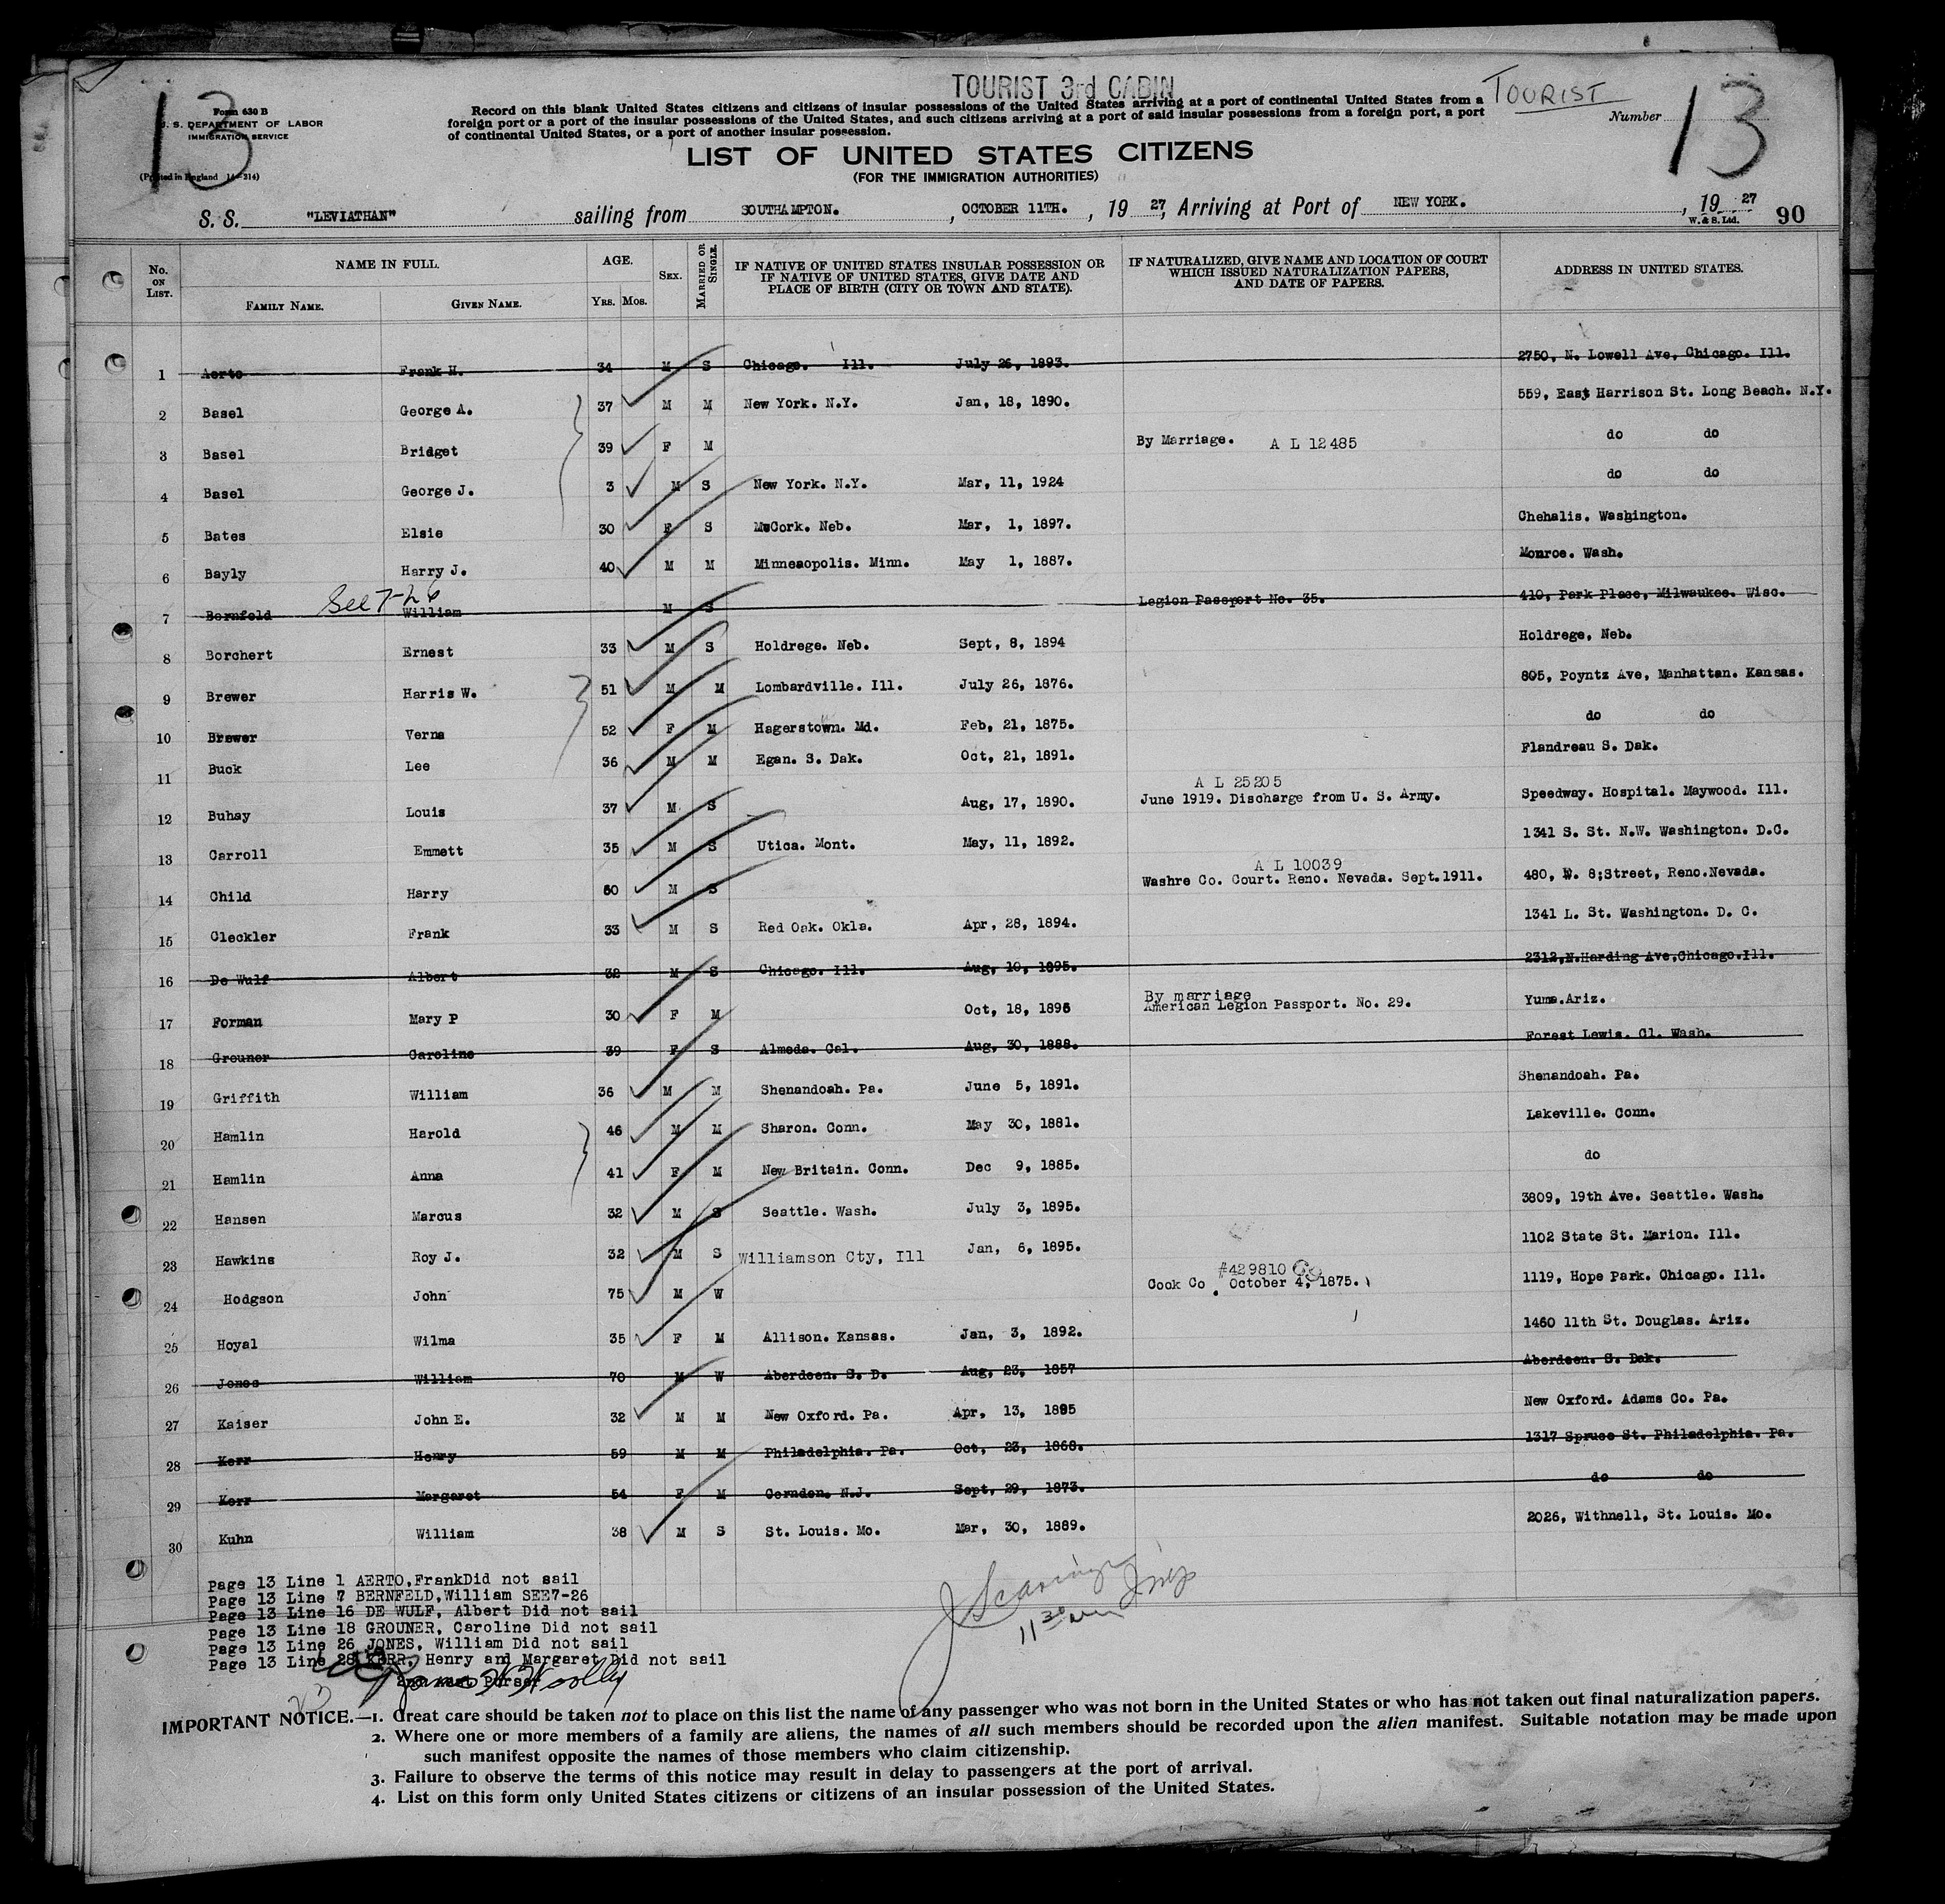 TOURIST 3rd CABIN
TOURIST
13
13
Form 630 B
U. S. DEPARTMENT OF LABOR
IMMIGRATION SERVICE
(Printed in England 14-314)
Record on this blank United States citizens and citizens of insular possessions of the United States arriving at a port of continental United States from a
foreign port or a port of the insular possessions of the United States, and such citizens arriving at a port of said insular possessions from a foreign port, a port
of continental United States, or a port of another insular possession.
Number
LIST OF UNITED STATES CITIZENS
(FOR THE IMMIGRATION AUTHORITIES)
S. S. "LEVIATHAN" sailing from SOUTHAMPTON. , OCTOBER 11TH. , 19 27, Arriving at Port of NEW YORK. , 19 27
W. & S. Ltd. 90
No. ON LIST. NAME IN FULL. FAMILY NAME. GIVEN NAME. AGE. YRS. MOS. SEX. MARRIED OR SINGLE. IF NATIVE OF UNITED STATES INSULAR POSSESSION OR IF NATIVE OF UNITED STATES, GIVE DATE AND PLACE OF BIRTH (CITY OR TOWN AND STATE). IF NATURALIZED, GIVE NAME AND LOCATION OF COURT WHICH ISSUED NATURALIZATION PAPERS, AND DATE OF PAPERS. ADDRESS IN UNITED STATES.
1 Aerto Frank H. 34 M S Chicago. Ill. July 26, 1893. 2750, N. Lowell Ave, Chicago. Ill.
2 Basel George A. 37 M M New York. N.Y. Jan, 18, 1890. 559, East Harrison St. Long Beach. N.Y.
3 Basel Bridget 39 F M By Marriage. A L 12485 do do
4 Basel George J. 3 M S New York. N.Y. Mar, 11, 1924 do do
5 Bates Elsie 30 F S McCork. Neb. Mar, 1, 1897. Chehalis. Washington.
6 Bayly Harry J. 40 M M Minneaopolis. Minn. May 1, 1887. Monroe. Wash.
7 Bernfeld See 7-26 William M S Legion Passport No. 35. 410, Park Place, Milwaukee. Wisc.
8 Borchert Ernest 33 M S Holdrege. Neb. Sept, 8, 1894 Holdrege, Neb.
9 Brewer Harris W. 51 M M Lombardville. Ill. July 26, 1876. 805, Poyntz Ave, Manhattan. Kansas.
10 Brewer Verna 52 F M Hagerstown. Md. Feb, 21, 1875. do do
11 Buck Lee 36 M M Egan. S. Dak. Oct, 21, 1891. Flandreau S. Dak.
12 Buhay Louis 37 M S Aug, 17, 1890. A L 25205 June 1919. Discharge from U. S. Army. Speedway. Hospital. Maywood. Ill.
13 Carroll Emmett 35 M S Utica. Mont. May, 11, 1892. 1341 S. St. N.W. Washington. D.C.
14 Child Harry 60 M S A L 10039 Washre Co. Court. Reno. Nevada. Sept.1911. 480, E. 8;Street, Reno.Nevada.
15 Cleckler Frank 33 M S Red Oak. Okla. Apr, 28, 1894. 1341 L. St. Washington. D. C.
16 De Wulf Albert 32 M S Chicago. Ill. Aug, 10, 1895. 2312,N.Harding Ave,Chicago.Ill.
17 Forman Mary P 30 F M Oct, 18, 1896 By marriage American Legion Passport. No. 29. Yuma.Ariz.
18 Grouner Caroline 39 F S Almeda. Cal. Aug, 30, 1888. Forest Lewis. Cl. Wash.
19 Griffith William 36 M M Shenandoah. Pa. June 5, 1891. Shenandoah. Pa.
20 Hamlin Harold 46 M M Sharon. Conn. May 30, 1881. Lakeville. Conn.
21 Hamlin Anna 41 F M New Britain. Conn. Dec 9, 1885. do
22 Hansen Marcus 32 M S Seattle. Wash. July 3, 1895. 3809, 19th Ave. Seattle. Wash.
23 Hawkins Roy J. 32 M S Williamson Cty, Ill Jan, 6, 1895. 1102 State St. Marion. Ill.
24 Hodgson John 75 M W #429810 Cook Co. October 4, 1875. 1119, Hope Park. Chicago. Ill.
25 Hoyal Wilma 35 F M Allison. Kansas. Jan, 3, 1892. 1460 11th St. Douglas. Ariz.
26 Jones William 70 M W Aberdeen. S. D. Aug, 23, 1857 Aberdeen. S. Dak.
27 Kaiser John E. 32 M M New Oxford. Pa. Apr, 13, 1895 New Oxford. Adams Co. Pa.
28 Kerr Henry 59 M M Philadelphia. Pa. Oct, 23, 1868. 1317 Spruce St. Philadelphia. Pa.
29 Kerr Margaret 54 F M Cernden. N.J. Sept, 29, 1873. do do
30 Kuhn William 38 M S St. Louis. Mo. Mar, 30, 1889. 2026, Withnell, St. Louis. Mo.
Page 13 Line 1 AERTO,FrankDid not sail
Page 13 Line 7 BERNFELD,William SEE7-26
Page 13 Line 16 DE WULF, Albert Did not sail
Page 13 Line 18 GROUNER, Caroline Did not sail
Page 13 Line 26 JONES, William Did not sail
Page 13 Line 28 KERR, Henry and Margaret Did not sail
11 30
IMPORTANT NOTICE.—1. Great care should be taken not to place on this list the name of any passenger who was not born in the United States or who has not taken out final naturalization papers.
2. Where one or more members of a family are aliens, the names of all such members should be recorded upon the alien manifest. Suitable notation may be made upon
such manifest opposite the names of those members who claim citizenship.
3. Failure to observe the terms of this notice may result in delay to passengers at the port of arrival.
4. List on this form only United States citizens or citizens of an insular possession of the United States.